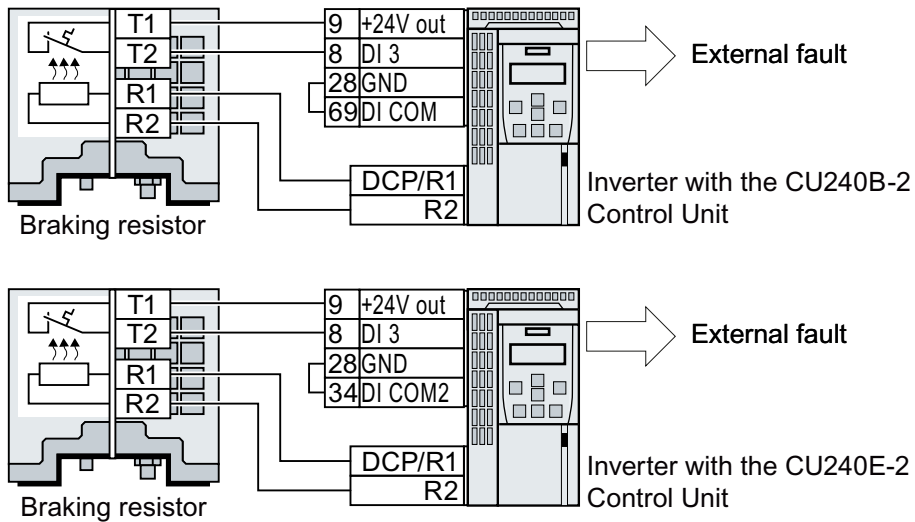 T1
T2
R1
R2
9 +24V out
8 DI 3
28 GND
69 DI COM
DCP/R1
R2
External fault
Inverter with the CU240B-2
Control Unit
Braking resistor
T1
T2
R1
R2
9 +24V out
8 DI 3
28 GND
34 DI COM2
DCP/R1
R2
External fault
Inverter with the CU240E-2
Control Unit
Braking resistor